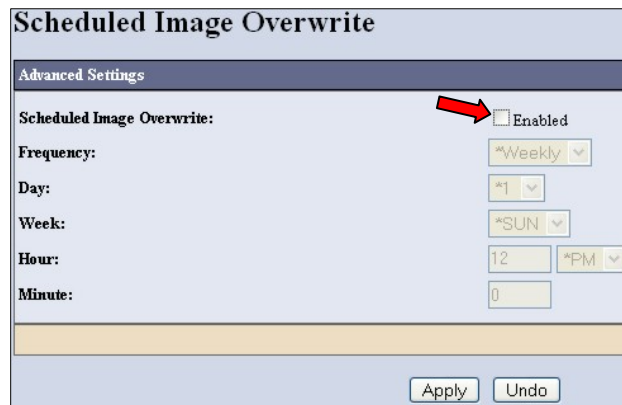 Scheduled Image Overwrite
Advanced Settings
Scheduled Image Overwrite: Enabled
Frequency: *Weekly
Day: *1
Week: *SUN
Hour: 12 *PM
Minute: 0
Apply Undo